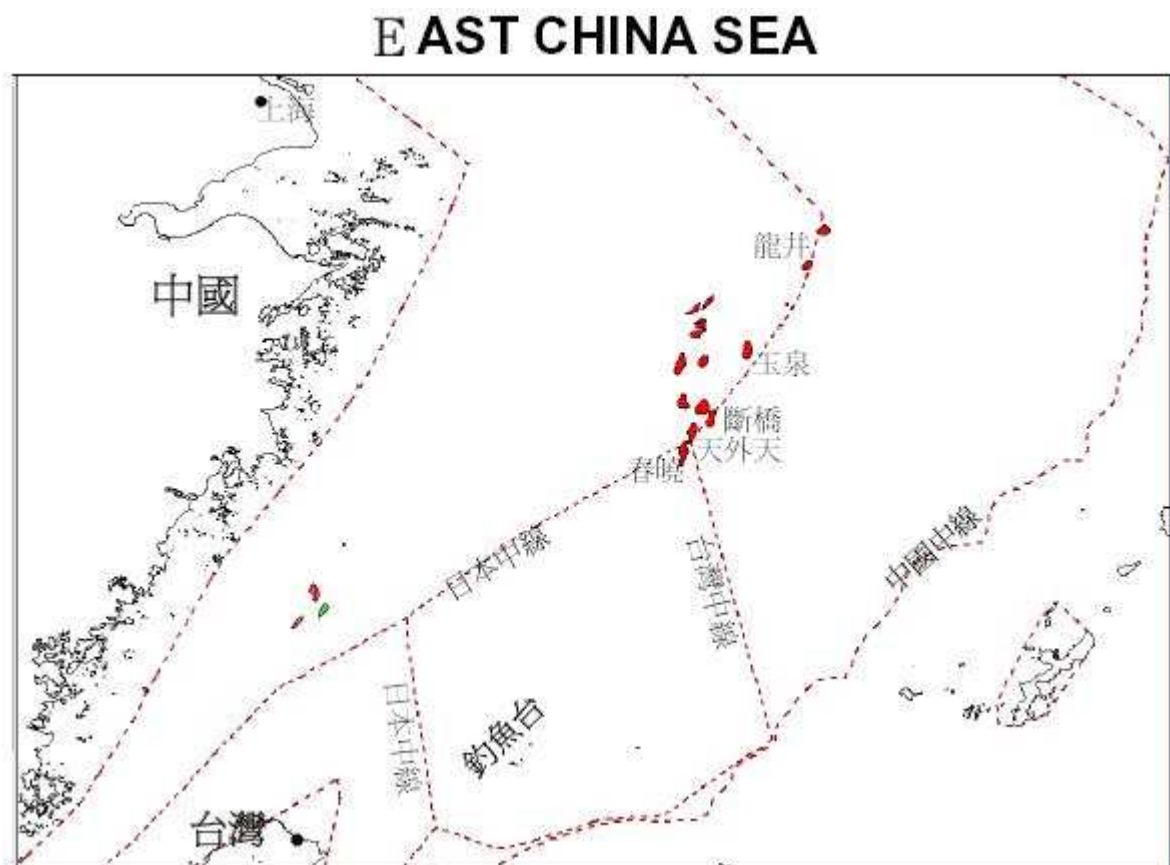 E AST CHINA SEA
上海
龍井
中國
玉泉
斷橋
天外天
春曉
日本中線
台灣中線
中國中線
日本中線
釣魚台
台灣